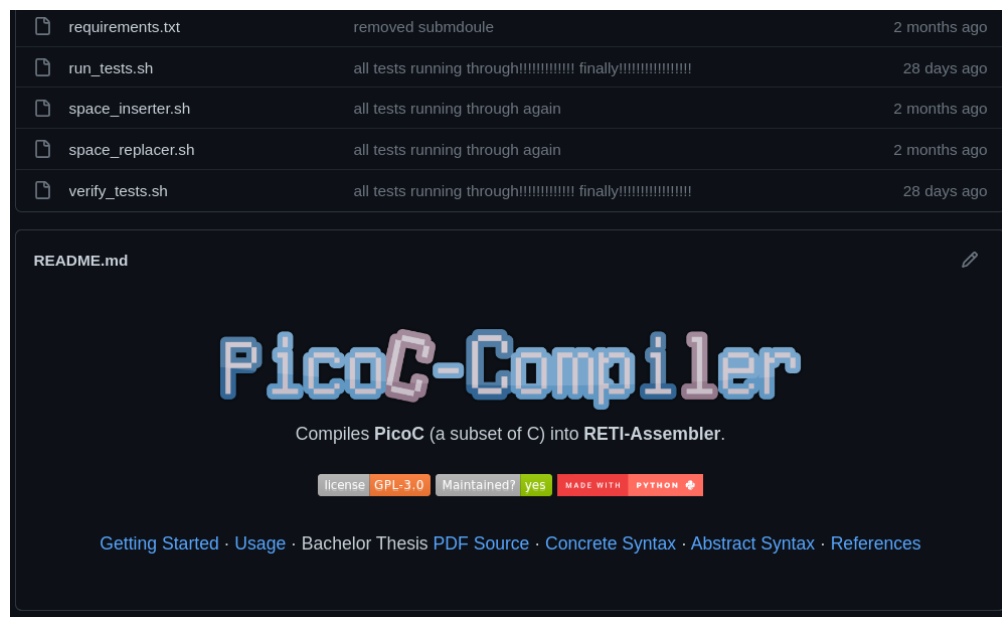 requirements.txt removed submdoule 2 months ago
run_tests.sh all tests running through!!!!!!!!!!!!! finally!!!!!!!!!!!!!!!!! 28 days ago
space_inserter.sh all tests running through again 2 months ago
space_replacer.sh all tests running through again 2 months ago
verify_tests.sh all tests running through!!!!!!!!!!!!! finally!!!!!!!!!!!!!!!!! 28 days ago
README.md
PicoC-Compiler
Compiles PicoC (a subset of C) into RETI-Assembler.
license GPL-3.0 Maintained? yes MADE WITH PYTHON
Getting Started · Usage · Bachelor Thesis PDF Source · Concrete Syntax · Abstract Syntax · References